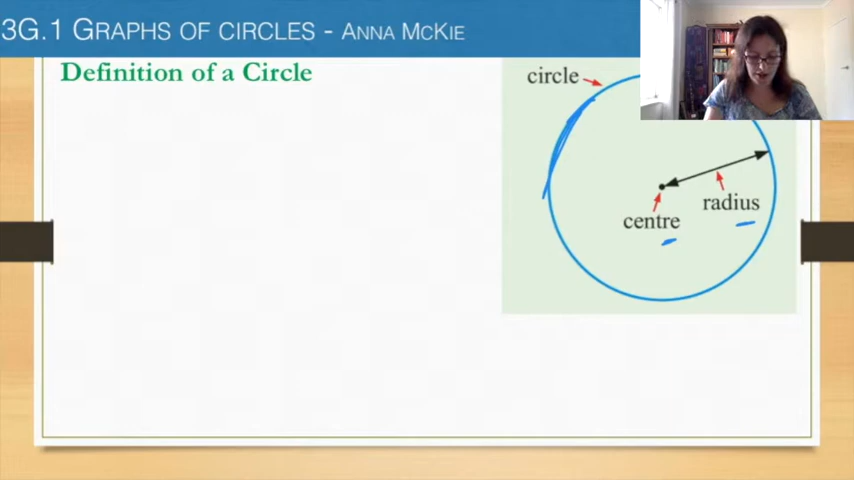 3G.1 GRAPHS OF CIRCLES - ANNA MCKIE
Definition of a Circle
circle
radius
centre